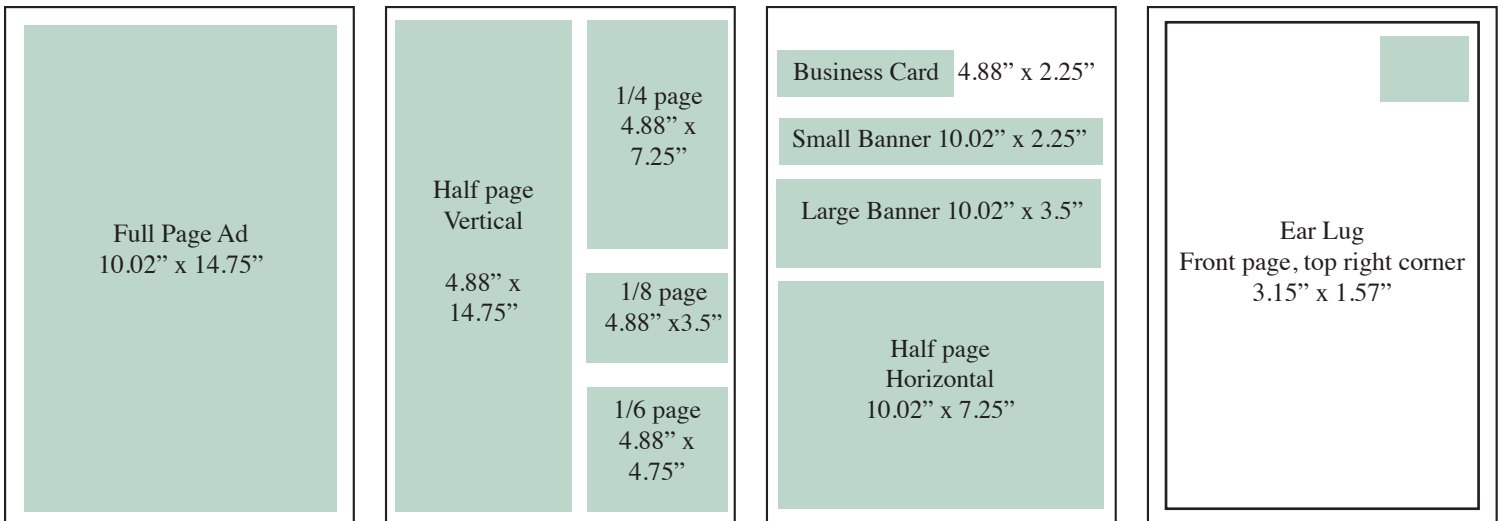 Full Page Ad
10.02” x 14.75”
Half page
Vertical
4.88” x
14.75”
1/4 page
4.88” x
7.25”
1/8 page
4.88” x3.5”
1/6 page
4.88” x
4.75”
Business Card 4.88” x 2.25”
Small Banner 10.02” x 2.25”
Large Banner 10.02” x 3.5”
Half page
Horizontal
10.02” x 7.25”
Ear Lug
Front page, top right corner
3.15” x 1.57”